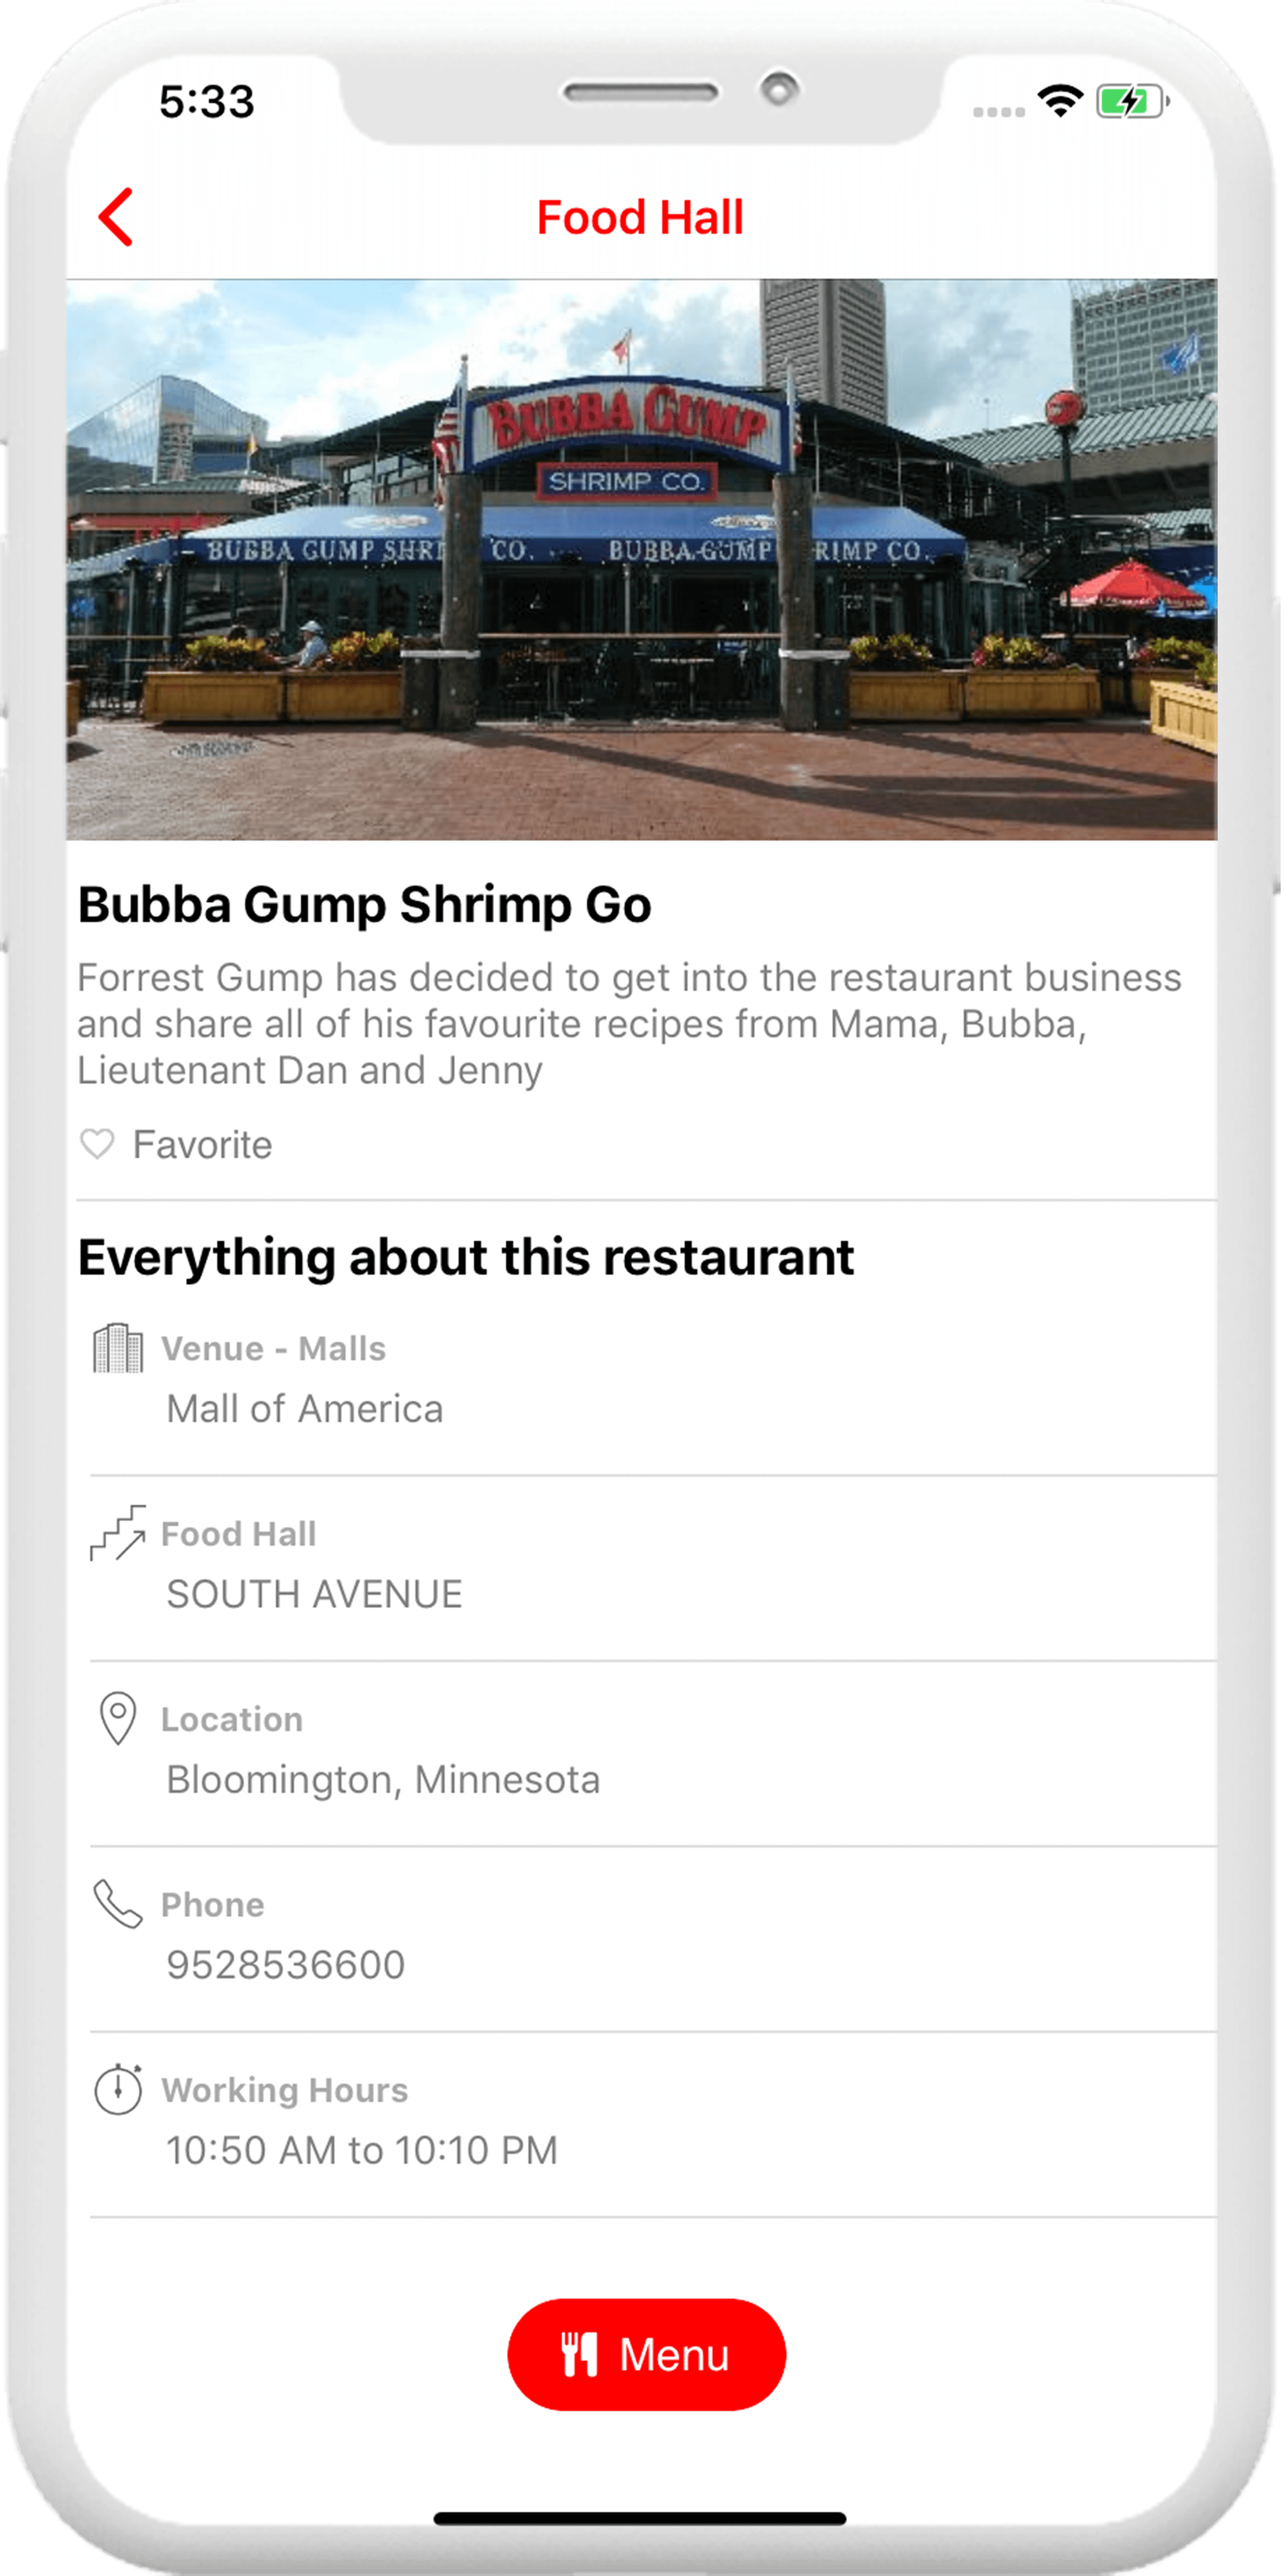 5:33
Food Hall
BUBBA GUMP
SHRIMP CO.
BUBBA GUMP SHRI CO. BUBBA GUMP RIMP CO.
Bubba Gump Shrimp Go
Forrest Gump has decided to get into the restaurant business
and share all of his favourite recipes from Mama, Bubba,
Lieutenant Dan and Jenny
Favorite
Everything about this restaurant
Venue - Malls
Mall of America
Food Hall
SOUTH AVENUE
Location
Bloomington, Minnesota
Phone
9528536600
Working Hours
10:50 AM to 10:10 PM
Menu